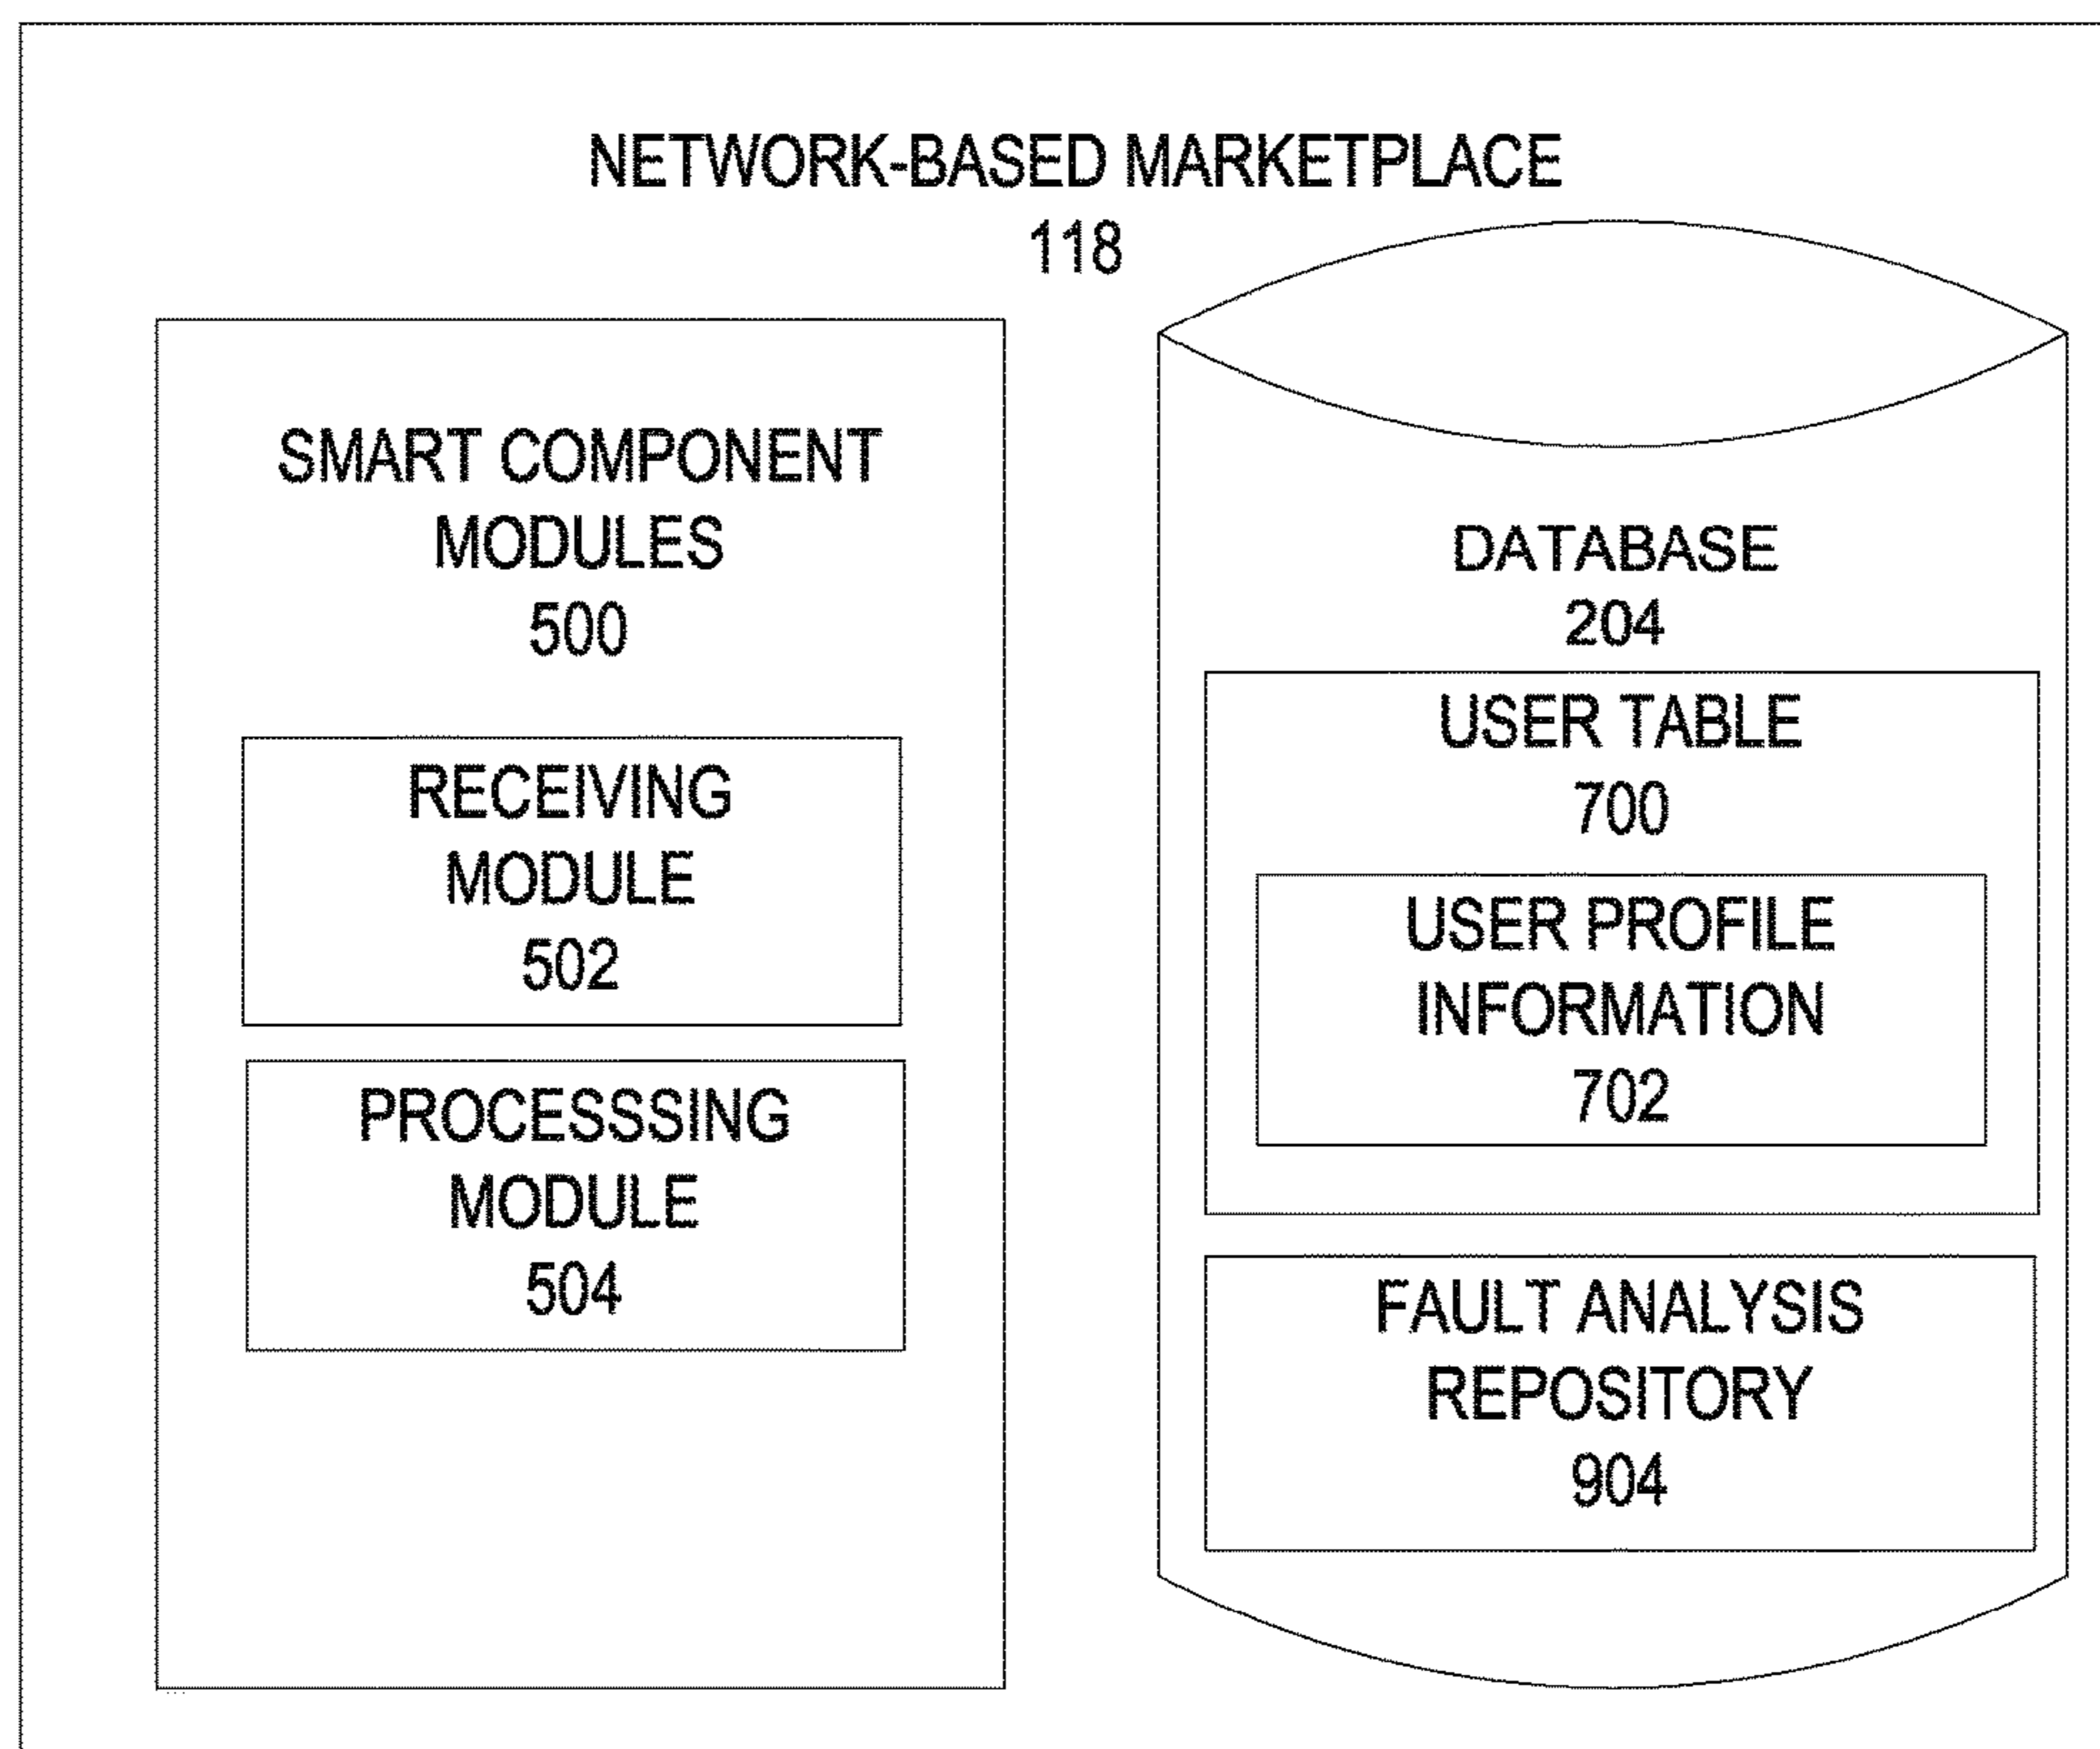 NETWORK-BASED MARKETPLACE
118
SMART COMPONENT
MODULES
500
RECEIVING
MODULE
502
PROCESSSING
MODULE
504
DATABASE
204
USER TABLE
700
USER PROFILE
INFORMATION
702
FAULT ANALYSIS
REPOSITORY
904